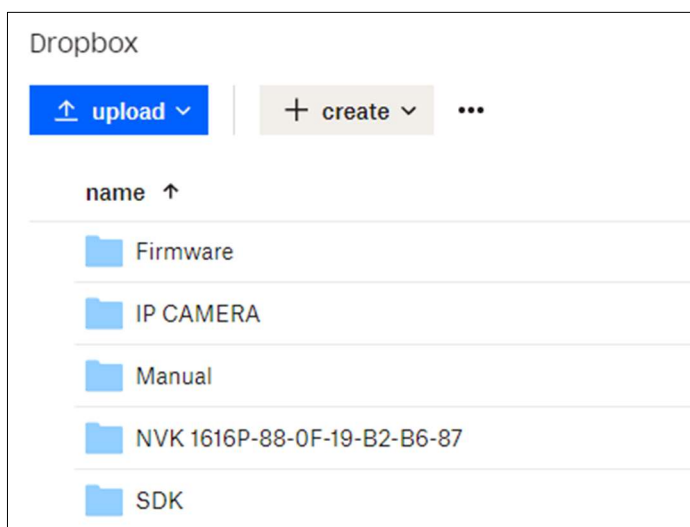 Dropbox
upload + create •••
name ↑
Firmware
IP CAMERA
Manual
NVK 1616P-88-0F-19-B2-B6-87
SDK